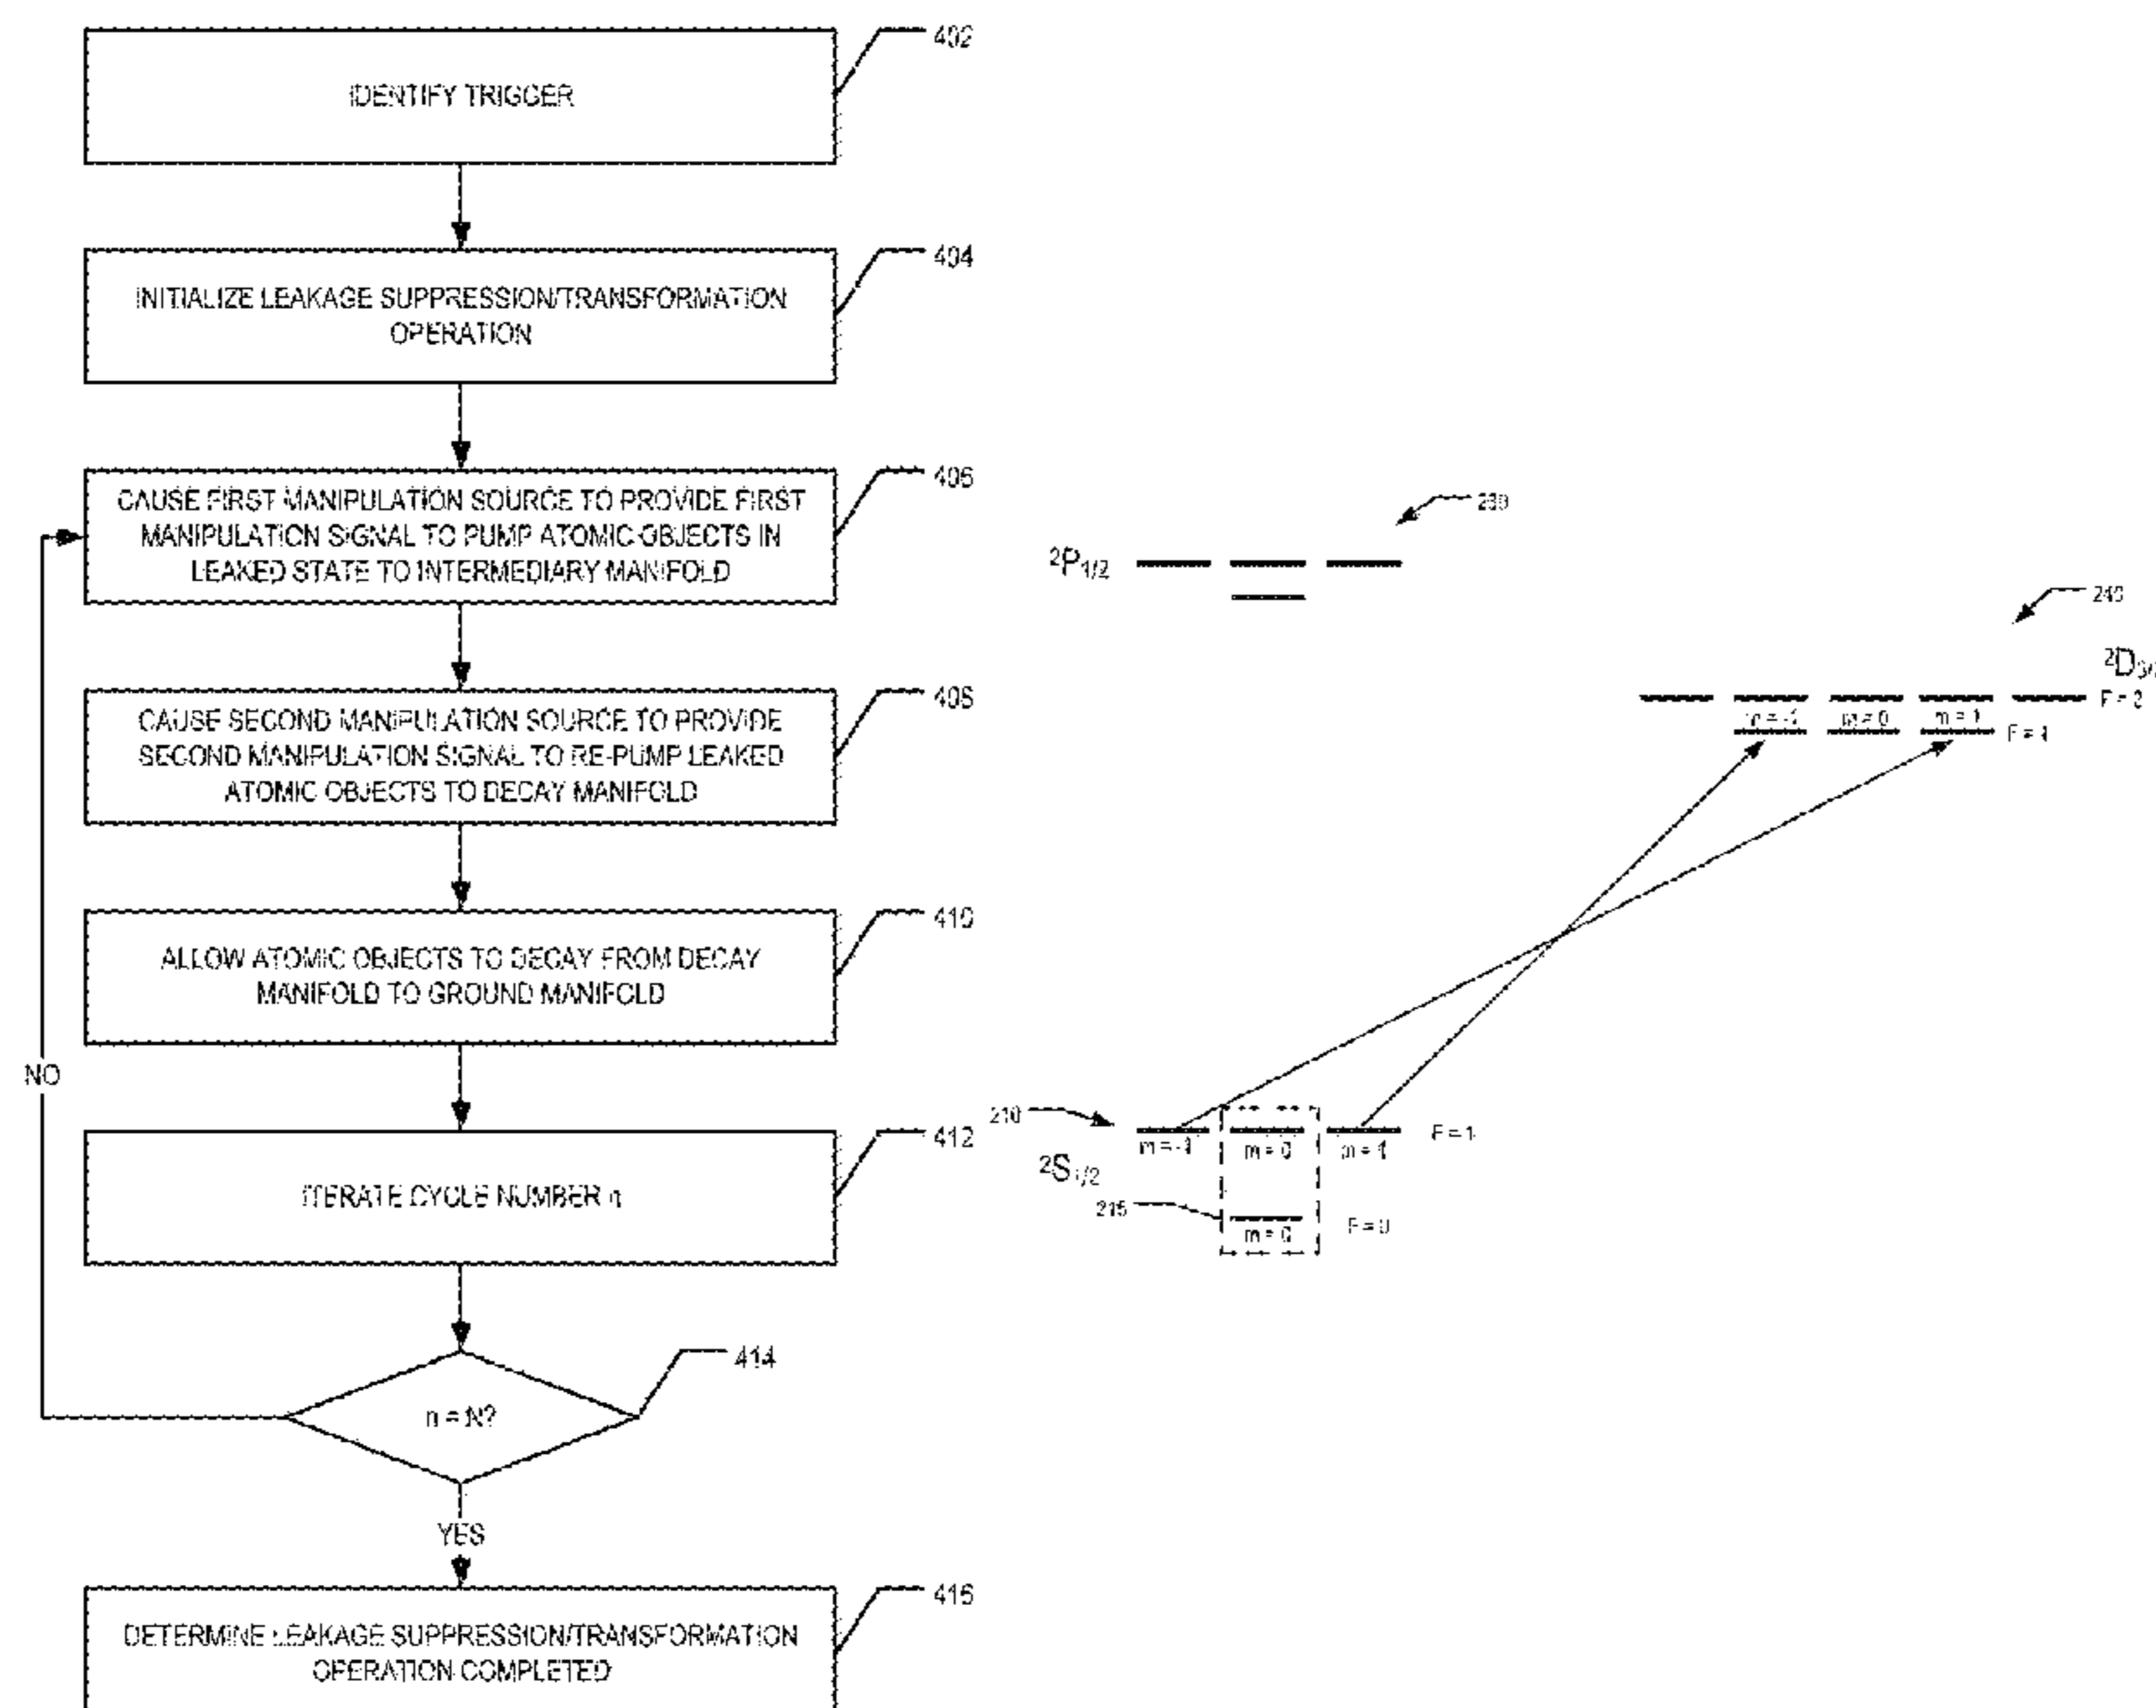 402
IDENTIFY TRIGGER
404
INITIALIZE LEAKAGE SUPPRESSION/TRANSFORMATION
OPERATION
406
CAUSE FIRST MANIPULATION SOURCE TO PROVIDE FIRST
MANIPULATION SIGNAL TO PUMP ATOMIC OBJECTS IN
LEAKED STATE TO INTERMEDIARY MANIFOLD
408
CAUSE SECOND MANIPULATION SOURCE TO PROVIDE
SECOND MANIPULATION SIGNAL TO RE-PUMP LEAKED
ATOMIC OBJECTS TO DECAY MANIFOLD
410
ALLOW ATOMIC OBJECTS TO DECAY FROM DECAY
MANIFOLD TO GROUND MANIFOLD
412
ITERATE CYCLE NUMBER n
414
n = N?
NO
YES
416
DETERMINE LEAKAGE SUPPRESSION/TRANSFORMATION
OPERATION COMPLETED
²P₁/₂
240
F = 2
m = -1 m = 0 m = 1
F = 1
210
m = -1 m = 0 m = 1 F = 1
²S₁/₂
215
m = 0 F = 0